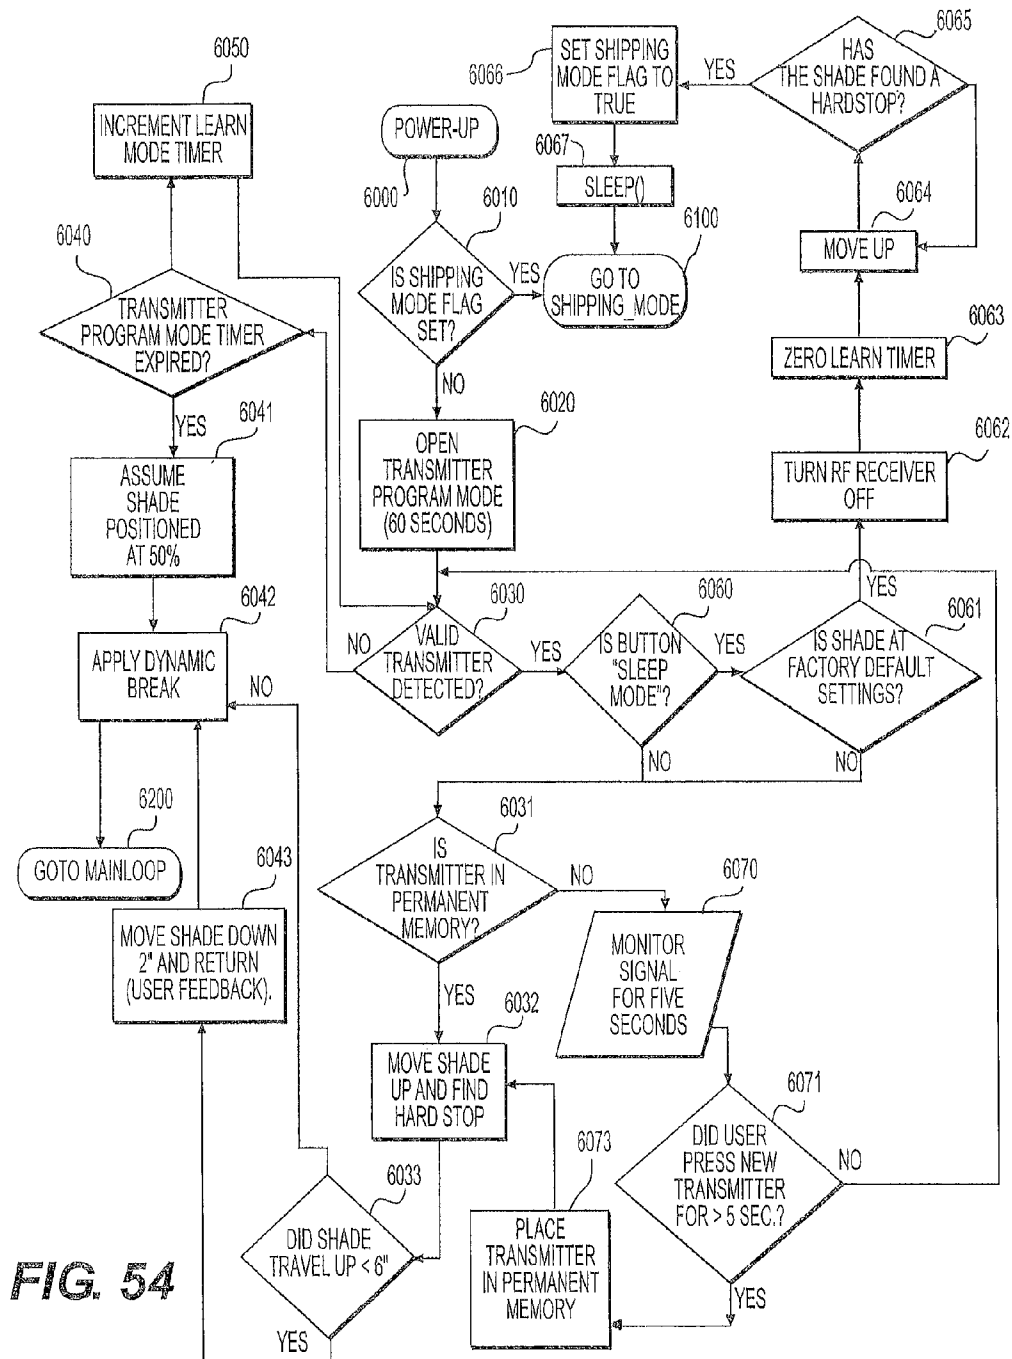 6050
INCREMENT LEARN
MODE TIMER
6040
TRANSMITTER
PROGRAM MODE TIMER
EXPIRED?
YES
6041
ASSUME
SHADE
POSITIONED
AT 50%
6042
APPLY DYNAMIC
BREAK
NO
6200
GOTO MAINLOOP
6043
MOVE SHADE DOWN
2" AND RETURN
(USER FEEDBACK).
POWER-UP
6000
6010
IS SHIPPING
MODE FLAG
SET?
YES
NO
6020
OPEN
TRANSMITTER
PROGRAM MODE
(60 SECONDS)
6030
NO
VALID
TRANSMITTER
DETECTED?
YES
6060
IS BUTTON
"SLEEP
MODE"?
YES
NO
6061
IS SHADE AT
FACTORY DEFAULT
SETTINGS?
YES
NO
6062
TURN RF RECEIVER
OFF
6063
ZERO LEARN TIMER
6064
MOVE UP
6065
HAS
THE SHADE FOUND A
HARDSTOP?
YES
6066
SET SHIPPING
MODE FLAG TO
TRUE
6067
SLEEP()
6100
GO TO
SHIPPING_MODE
6031
IS
TRANSMITTER IN
PERMANENT
MEMORY?
NO
YES
6070
MONITOR
SIGNAL
FOR FIVE
SECONDS
6032
MOVE SHADE
UP AND FIND
HARD STOP
6071
DID USER
PRESS NEW
TRANSMITTER
FOR > 5 SEC.?
NO
YES
6073
PLACE
TRANSMITTER
IN PERMANENT
MEMORY
6033
DID SHADE
TRAVEL UP < 6"
YES
FIG. 54